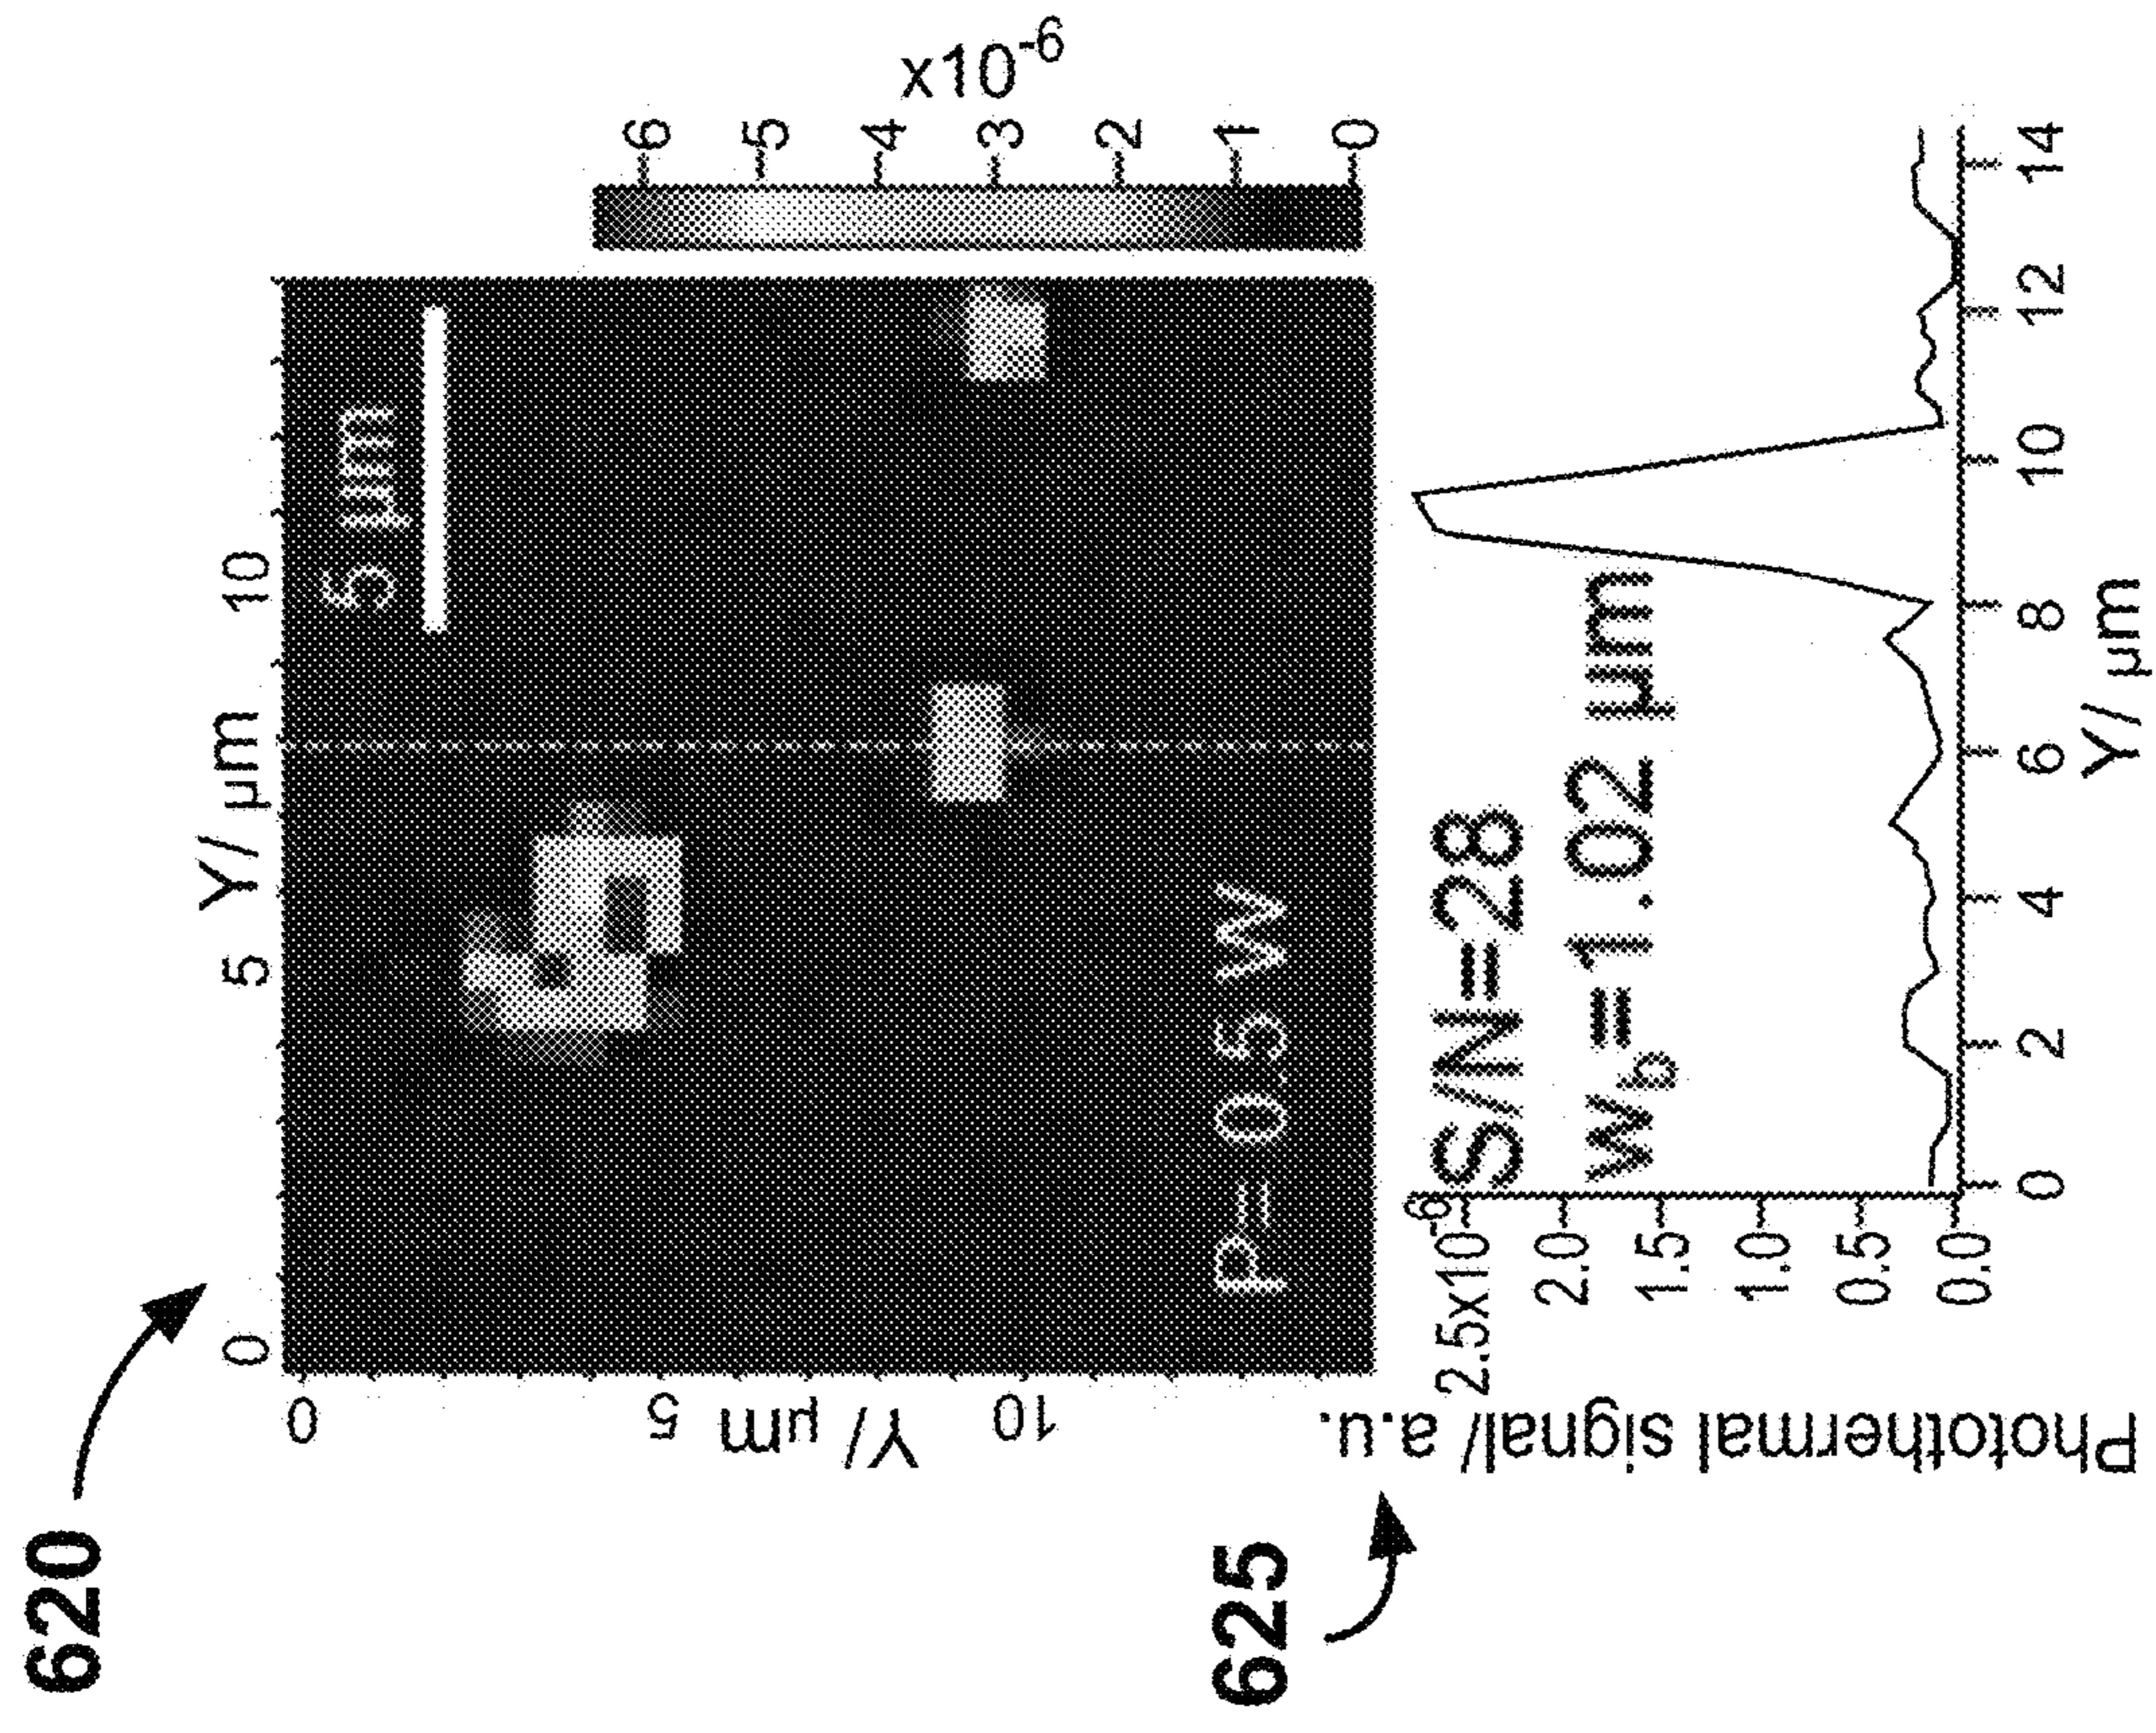 620
Y/ µm
0 5 10
0
5
Y/ µm
10
5 µm
P= 0.5 W
x10⁻⁶
6
5
4
3
2
1
0
625
Photothermal signal/ a.u.
2.5x10⁻⁶
2.0
1.5
1.0
0.5
0.0
S/N=28
w_b=1.02 µm
0 2 4 6 8 10 12 14
Y/ µm